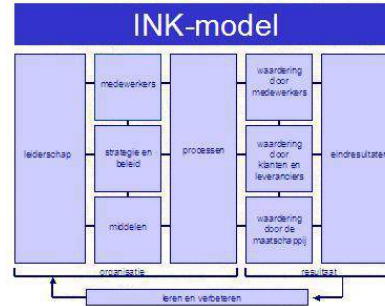 INK-model
leiderschap
medewerkers
strategie en
beleid
middelen
processen
waardering
door
medewerkers
waardering
door
klanten en
leveranciers
waardering
door de
maatschappij
eindresultaten
organisatie
resultaat
leren en verbeteren